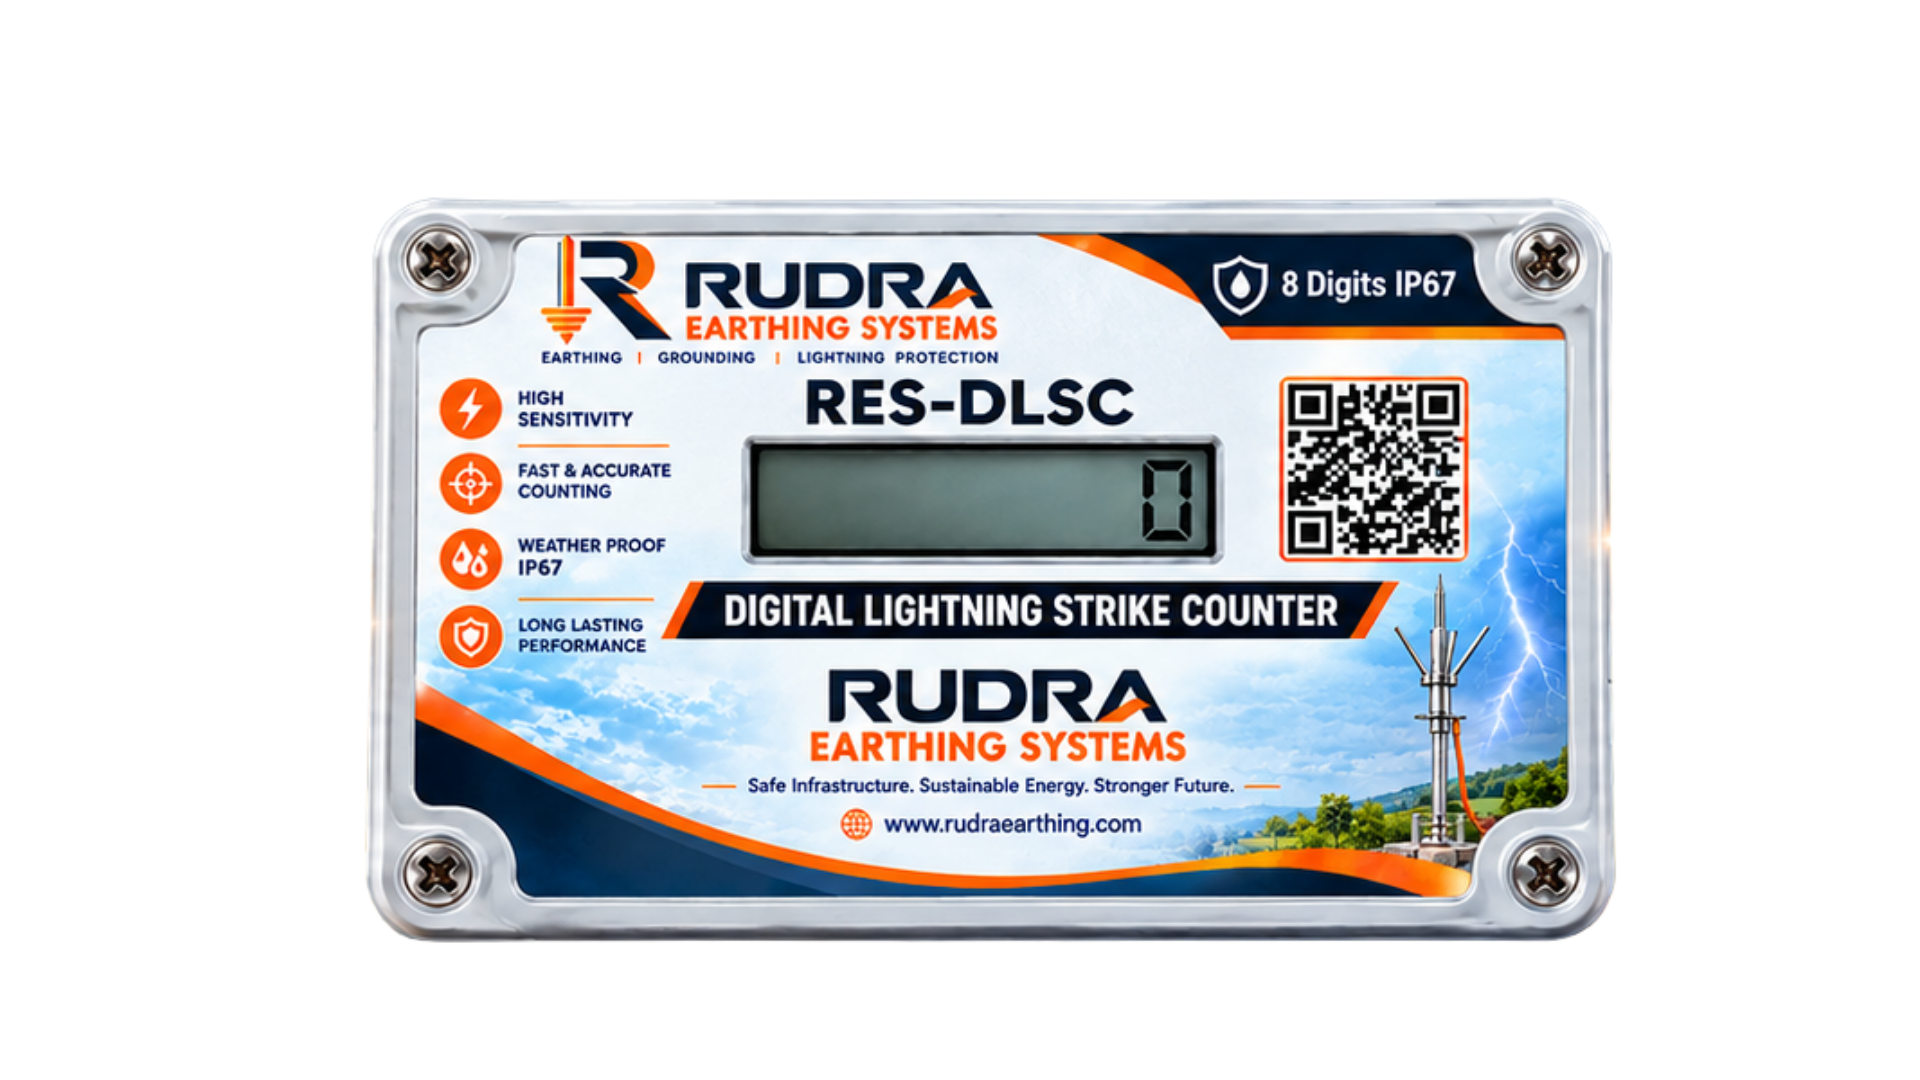 RUDRA
EARTHING SYSTEMS
EARTHING | GROUNDING | LIGHTNING PROTECTION
8 Digits IP67
HIGH
SENSITIVITY
FAST & ACCURATE
COUNTING
WEATHER PROOF
IP67
LONG LASTING
PERFORMANCE
RES-DLSC
0
DIGITAL LIGHTNING STRIKE COUNTER
RUDRA
EARTHING SYSTEMS
Safe Infrastructure. Sustainable Energy. Stronger Future.
www.rudraearthing.com